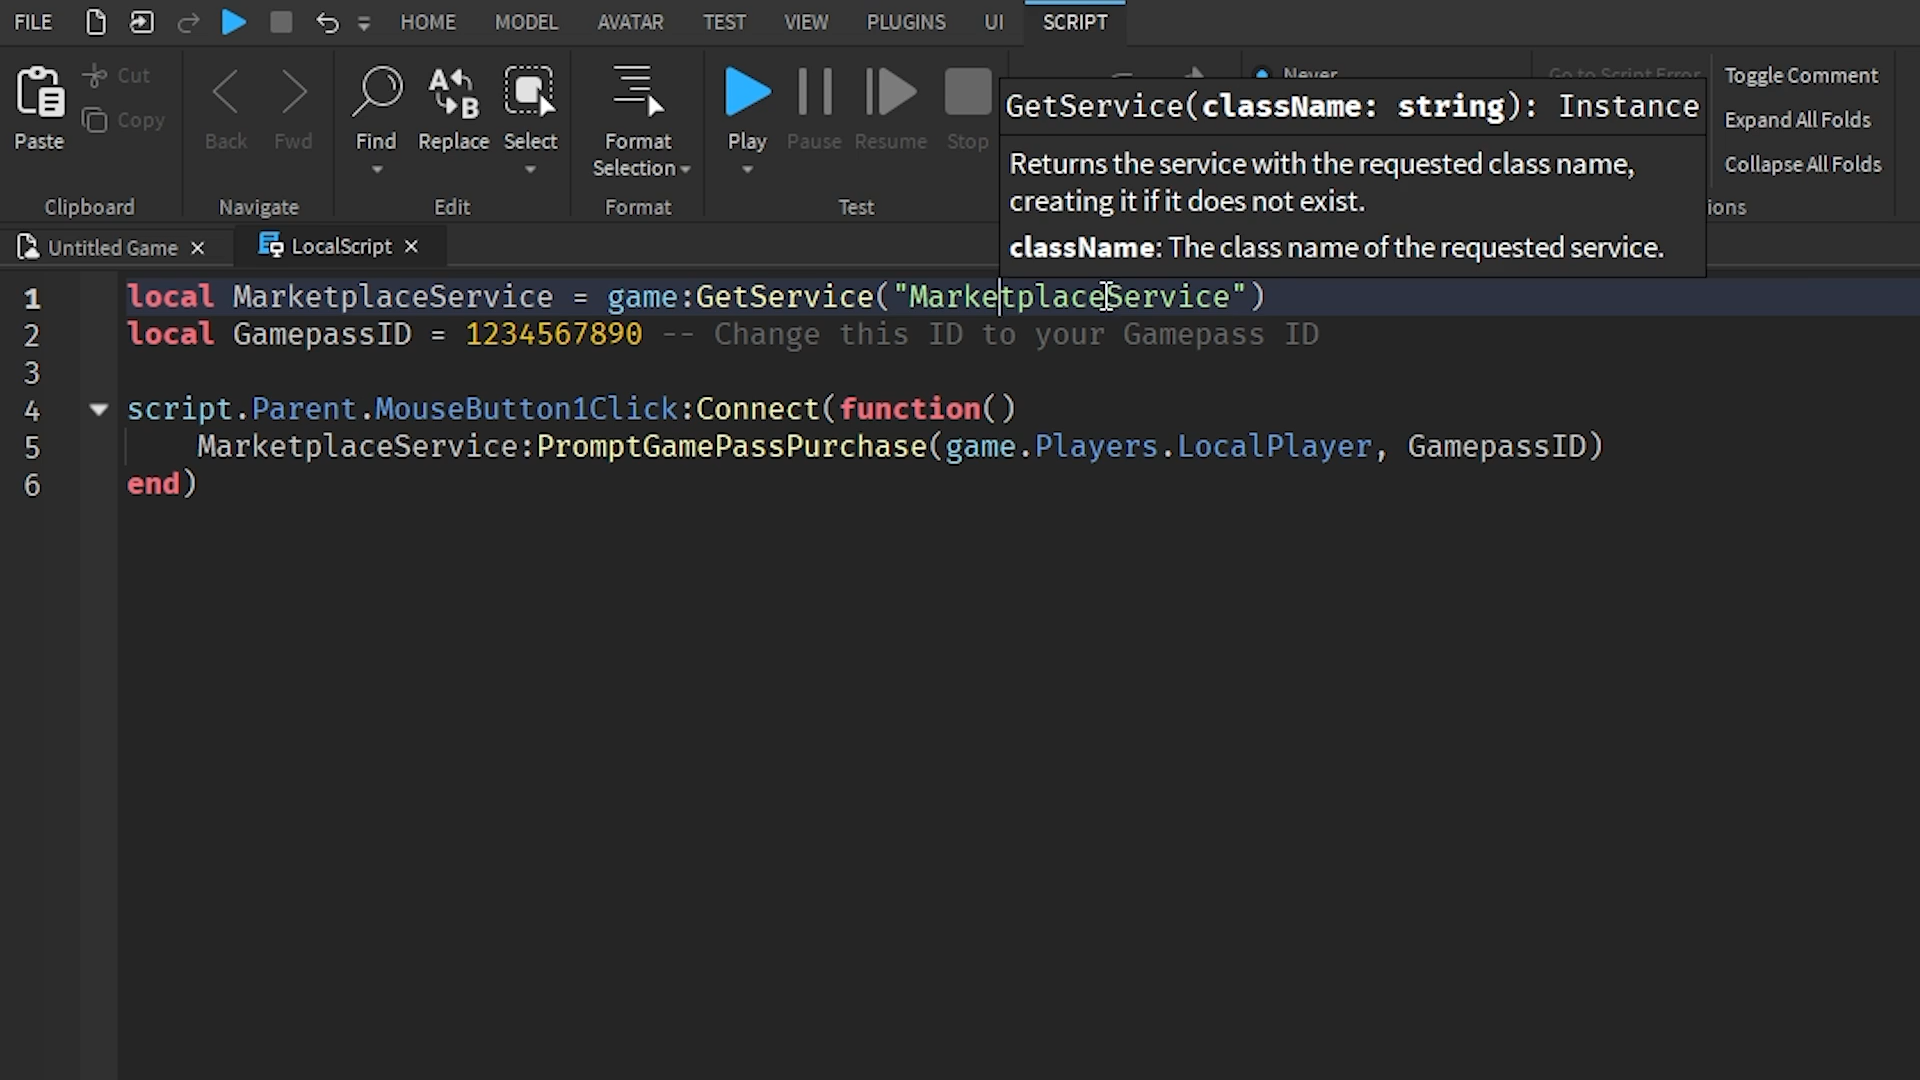 FILE HOME MODEL AVATAR TEST VIEW PLUGINS UI SCRIPT
Paste Cut Copy
Clipboard
Back Fwd
Navigate
Find Replace Select
Edit
Format
Selection
Format
Play Pause Resume Stop
Test
Never
Go to Script Error
Toggle Comment
Expand All Folds
Collapse All Folds
ions
GetService(className: string): Instance
Returns the service with the requested class name,
creating it if it does not exist.
className: The class name of the requested service.
Untitled Game LocalScript
1 local MarketplaceService = game:GetService("MarketplaceService")
2 local GamepassID = 1234567890 -- Change this ID to your Gamepass ID
3
4 script.Parent.MouseButton1Click:Connect(function()
5 MarketplaceService:PromptGamePassPurchase(game.Players.LocalPlayer, GamepassID)
6 end)